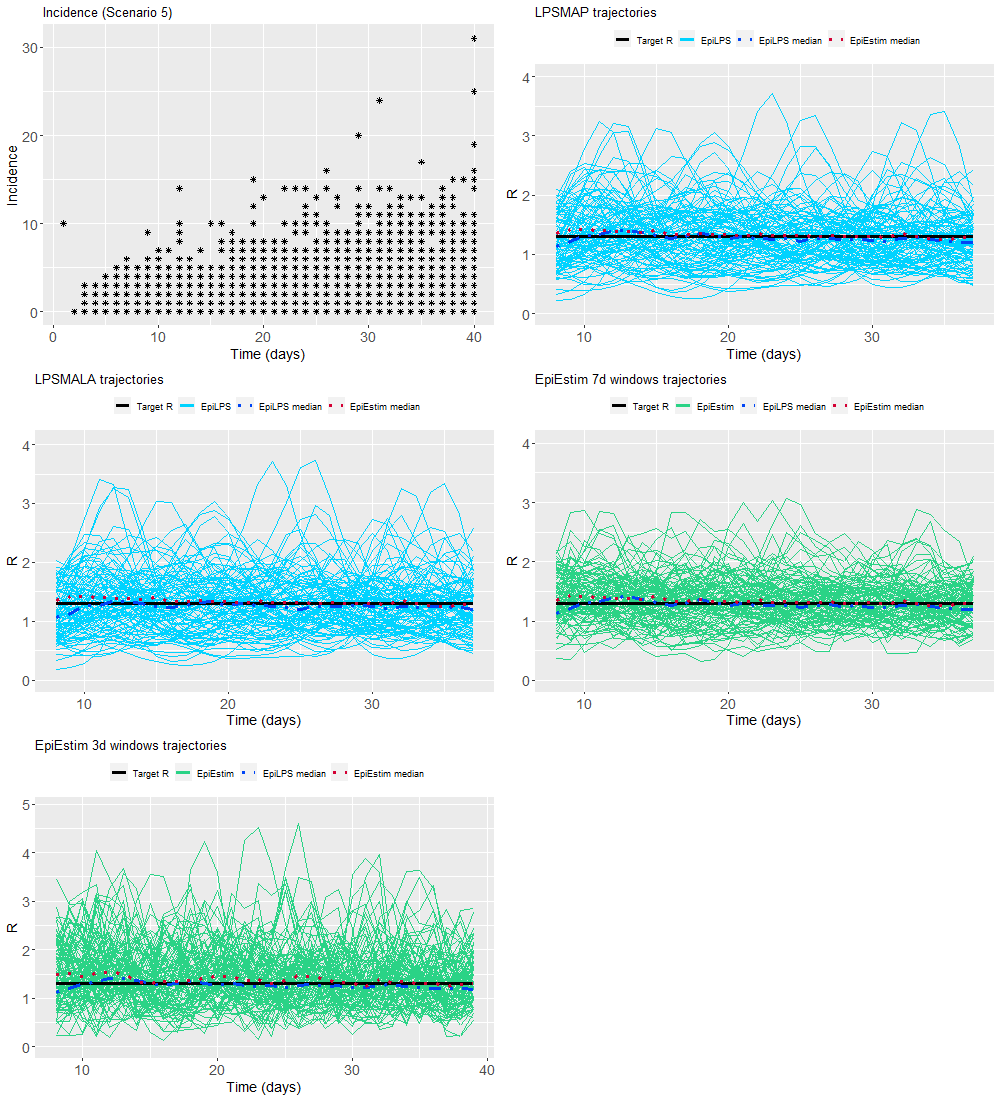 Incidence (Scenario 5)
30
20
10
0
Incidence
0 10 20 30 40
Time (days)
LPSMAP trajectories
Target R EpiLPS EpiLPS median EpiEstim median
4
3
2
1
0
R
10 20 30
Time (days)
LPSMALA trajectories
Target R EpiLPS EpiLPS median EpiEstim median
4
3
2
1
0
R
10 20 30
Time (days)
EpiEstim 7d windows trajectories
Target R EpiEstim EpiLPS median EpiEstim median
4
3
2
1
0
R
10 20 30
Time (days)
EpiEstim 3d windows trajectories
Target R EpiEstim EpiLPS median EpiEstim median
5
4
3
2
1
0
R
10 20 30 40
Time (days)